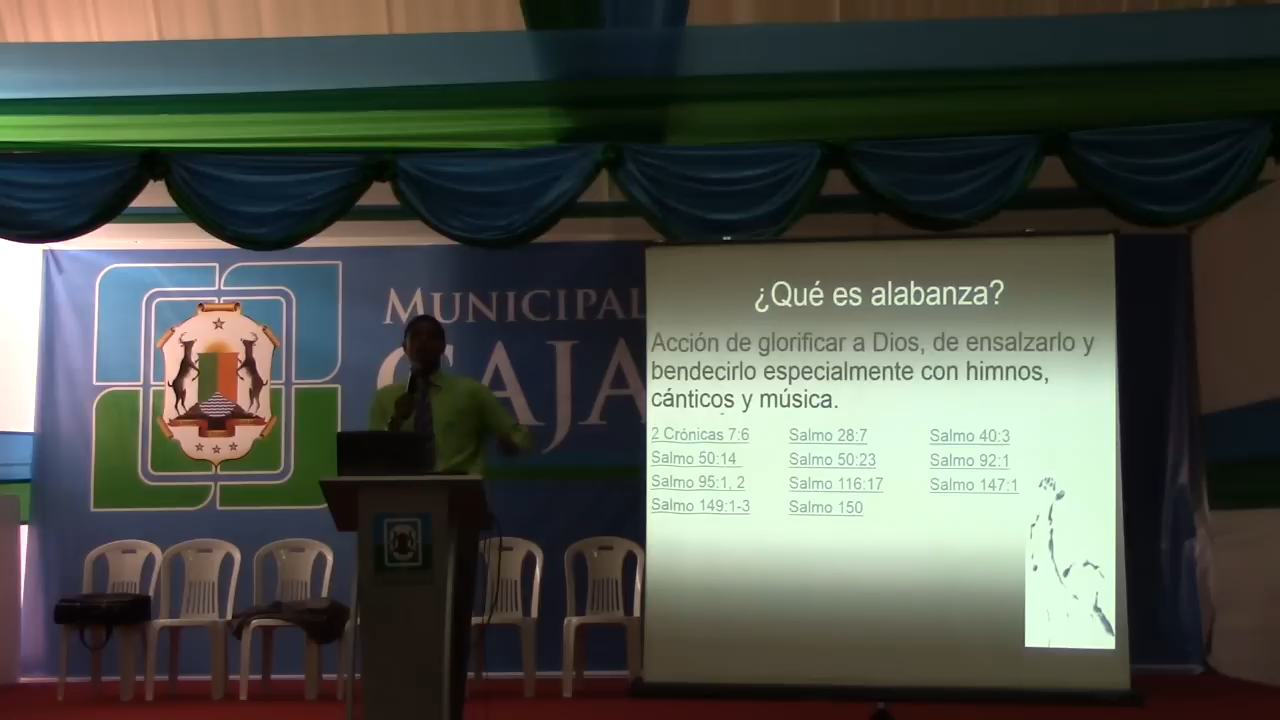 MUNICIPAL
CAJA
¿Qué es alabanza?
Acción de glorificar a Dios, de ensalzarlo y
bendecirlo especialmente con himnos,
cánticos y música.
2 Crónicas 7:6 Salmo 28:7 Salmo 40:3
Salmo 50:14 Salmo 50:23 Salmo 92:1
Salmo 95:1, 2 Salmo 116:17 Salmo 147:1
Salmo 149:1-3 Salmo 150